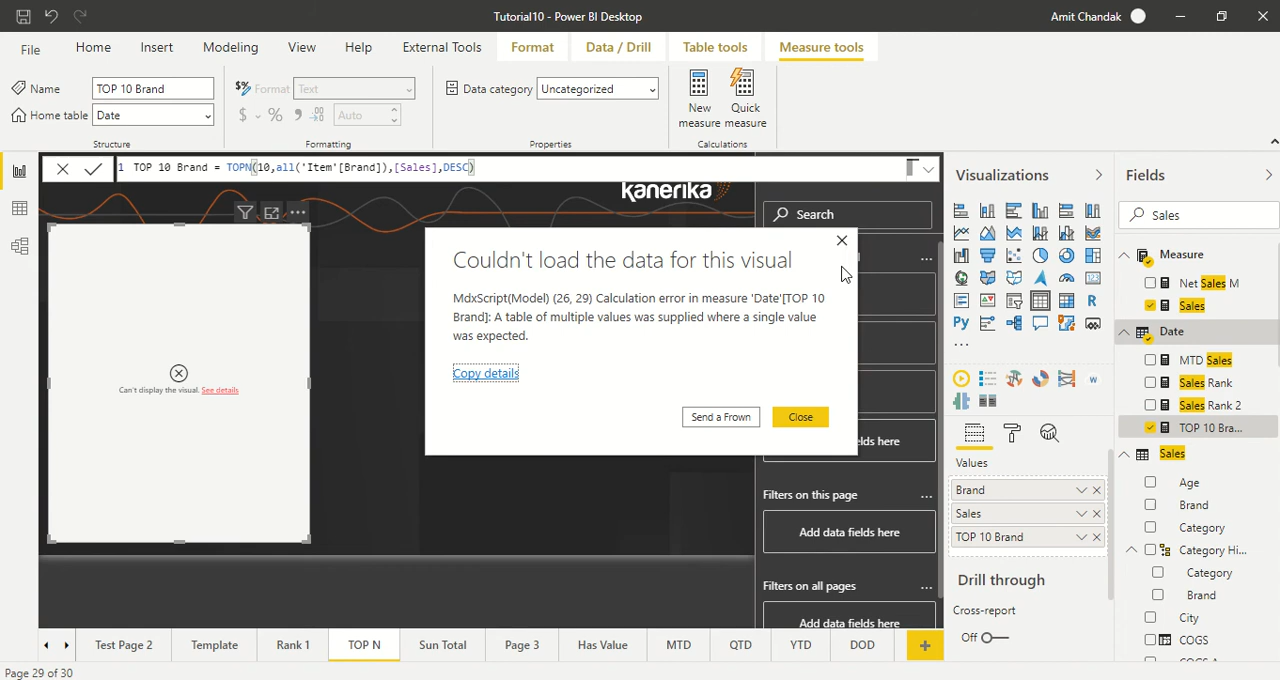 Tutorial10 - Power BI Desktop
Amit Chandak
File
Home
Insert
Modeling
View
Help
External Tools
Format
Data / Drill
Table tools
Measure tools
Name
TOP 10 Brand
Home table
Date
Structure
Format
Text
$
%
Auto
Formatting
Data category
Uncategorized
Properties
New measure
Quick measure
Calculations
1 TOP 10 Brand = TOPN(10,all('Item'[Brand]),[Sales],DESC)
kanerika
Can't display the visual. See details
Couldn't load the data for this visual
MdxScript(Model) (26, 29) Calculation error in measure 'Date'[TOP 10
Brand]: A table of multiple values was supplied where a single value
was expected.
Copy details
Send a Frown
Close
Search
lds here
Filters on this page
Add data fields here
Filters on all pages
Add data fields here
Visualizations
Values
Brand
Sales
TOP 10 Brand
Drill through
Cross-report
Off
Fields
Sales
Measure
Net Sales M
Sales
Date
MTD Sales
Sales Rank
Sales Rank 2
TOP 10 Bra...
Sales
Age
Brand
Category
Category Hi...
Category
Brand
City
COGS
Test Page 2
Template
Rank 1
TOP N
Sun Total
Page 3
Has Value
MTD
QTD
YTD
DOD
Page 29 of 30